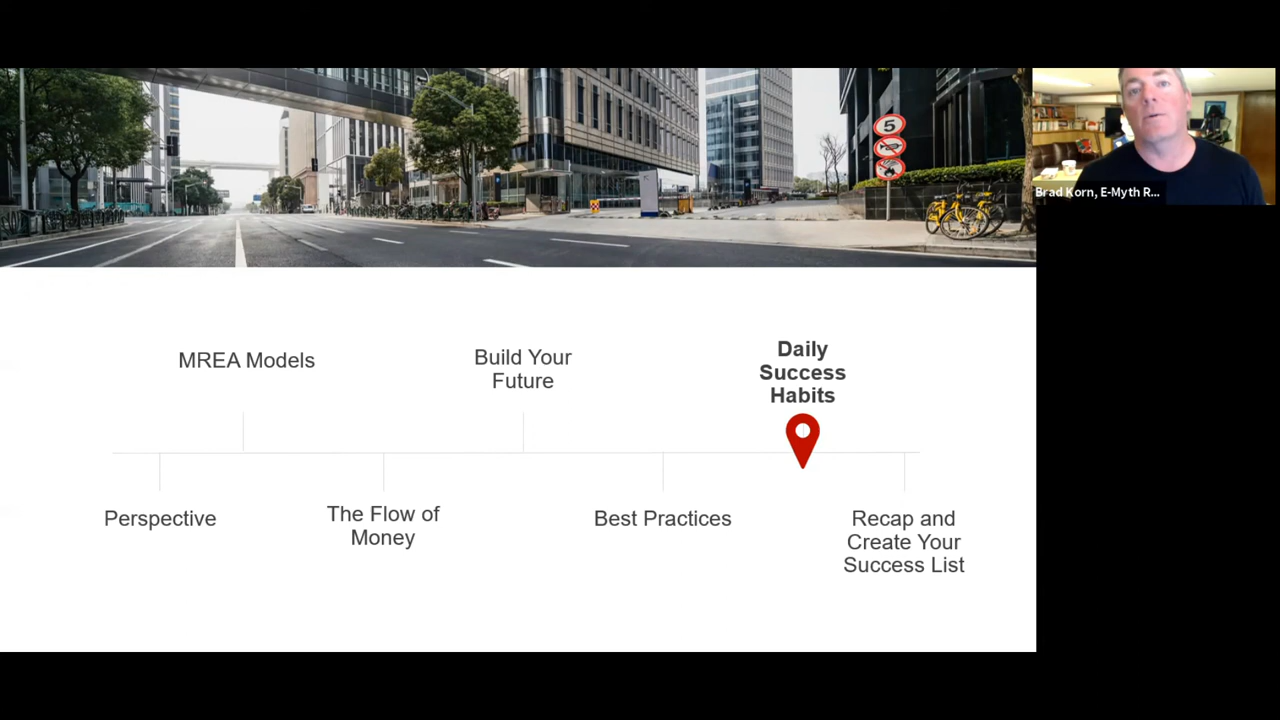 5
Brad Korn, E-Myth R...
MREA Models
Build Your
Future
Daily
Success
Habits
Perspective
The Flow of
Money
Best Practices
Recap and
Create Your
Success List